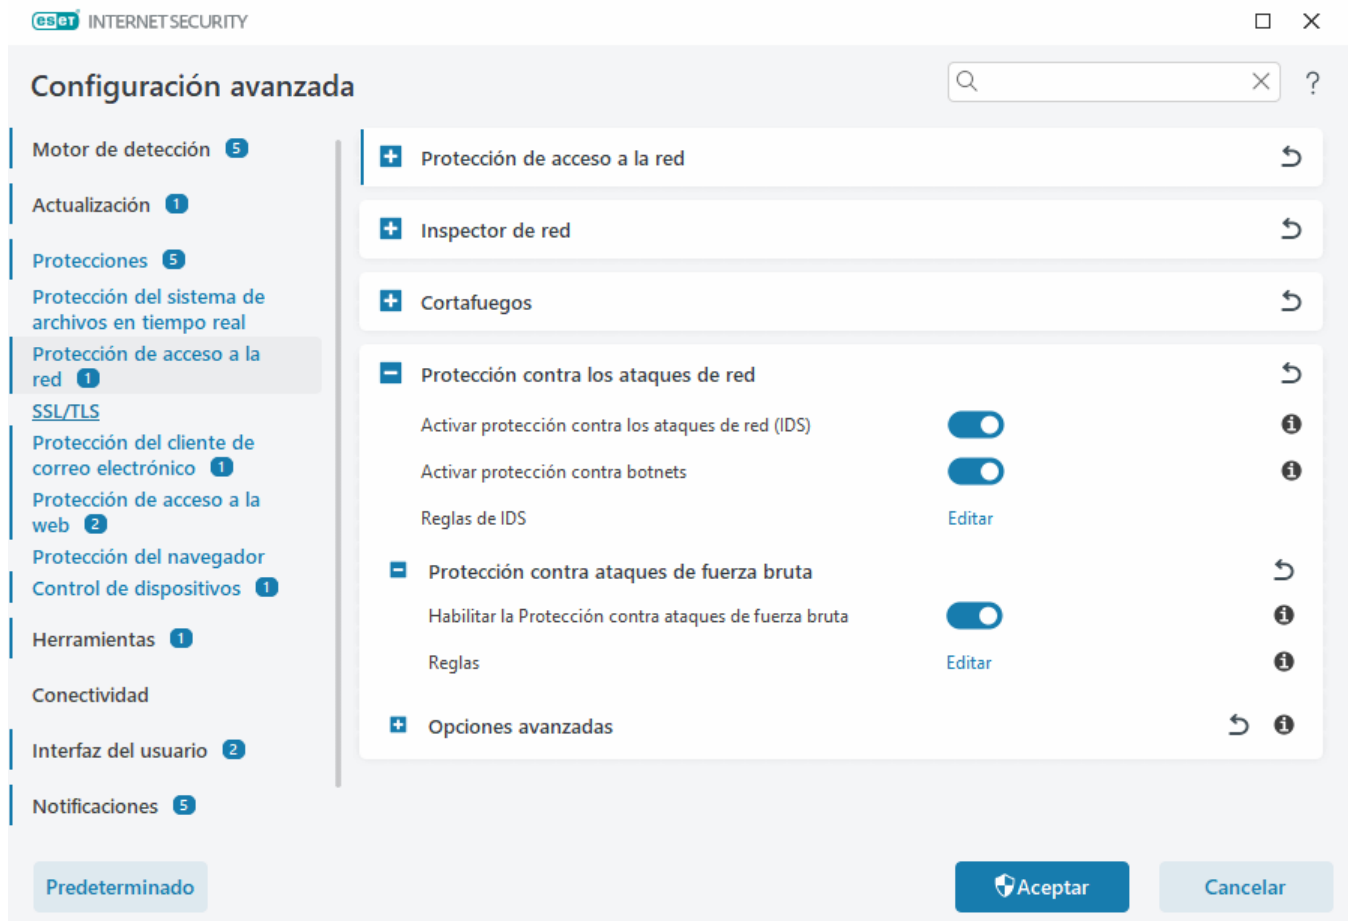 eseT INTERNET SECURITY
Configuración avanzada
?
Motor de detección 5
Actualización 1
Protecciones 5
Protección del sistema de
archivos en tiempo real
Protección de acceso a la
red 1
SSL/TLS
Protección del cliente de
correo electrónico 1
Protección de acceso a la
web 2
Protección del navegador
Control de dispositivos 1
Herramientas 1
Conectividad
Interfaz del usuario 2
Notificaciones 5
Protección de acceso a la red
Inspector de red
Cortafuegos
Protección contra los ataques de red
Activar protección contra los ataques de red (IDS)
Activar protección contra botnets
Reglas de IDS Editar
Protección contra ataques de fuerza bruta
Habilitar la Protección contra ataques de fuerza bruta
Reglas Editar
Opciones avanzadas
Predeterminado Aceptar Cancelar